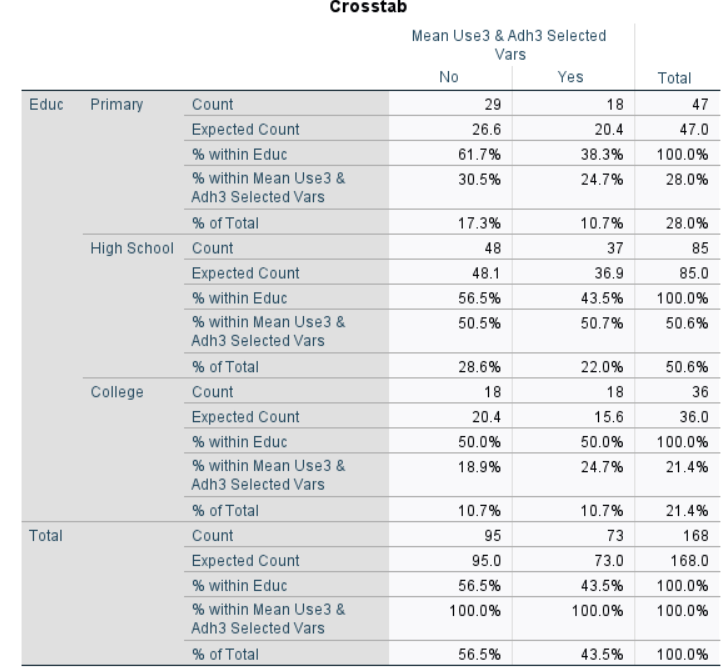 Crosstab
Mean Use3 & Adh3 Selected
Vars
No Yes Total
Educ Primary Count 29 18 47
Expected Count 26.6 20.4 47.0
% within Educ 61.7% 38.3% 100.0%
% within Mean Use3 &
Adh3 Selected Vars 30.5% 24.7% 28.0%
% of Total 17.3% 10.7% 28.0%
High School Count 48 37 85
Expected Count 48.1 36.9 85.0
% within Educ 56.5% 43.5% 100.0%
% within Mean Use3 &
Adh3 Selected Vars 50.5% 50.7% 50.6%
% of Total 28.6% 22.0% 50.6%
College Count 18 18 36
Expected Count 20.4 15.6 36.0
% within Educ 50.0% 50.0% 100.0%
% within Mean Use3 &
Adh3 Selected Vars 18.9% 24.7% 21.4%
% of Total 10.7% 10.7% 21.4%
Total Count 95 73 168
Expected Count 95.0 73.0 168.0
% within Educ 56.5% 43.5% 100.0%
% within Mean Use3 &
Adh3 Selected Vars 100.0% 100.0% 100.0%
% of Total 56.5% 43.5% 100.0%